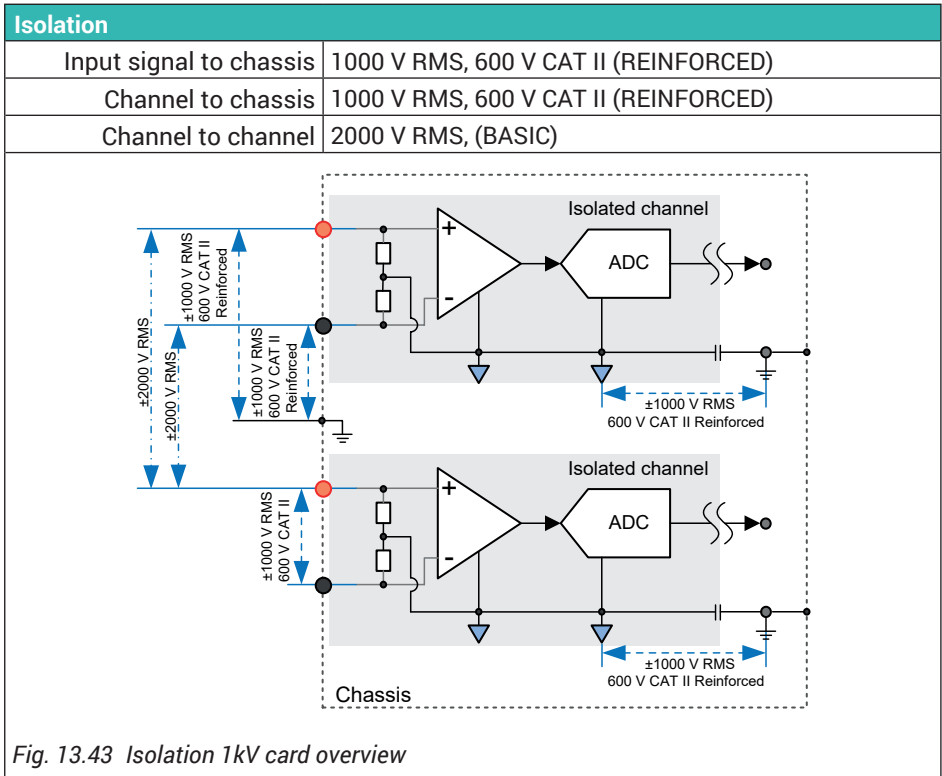 Isolation
Input signal to chassis 1000 V RMS, 600 V CAT II (REINFORCED)
Channel to chassis 1000 V RMS, 600 V CAT II (REINFORCED)
Channel to channel 2000 V RMS, (BASIC)
Isolated channel
+
-
ADC
±2000 V RMS
±2000 V RMS
±1000 V RMS
600 V CAT II
Reinforced
±1000 V RMS
600 V CAT II
Reinforced
±1000 V RMS
600 V CAT II Reinforced
Isolated channel
+
-
ADC
±1000 V RMS
600 V CAT II
±1000 V RMS
600 V CAT II Reinforced
Chassis
Fig. 13.43 Isolation 1kV card overview